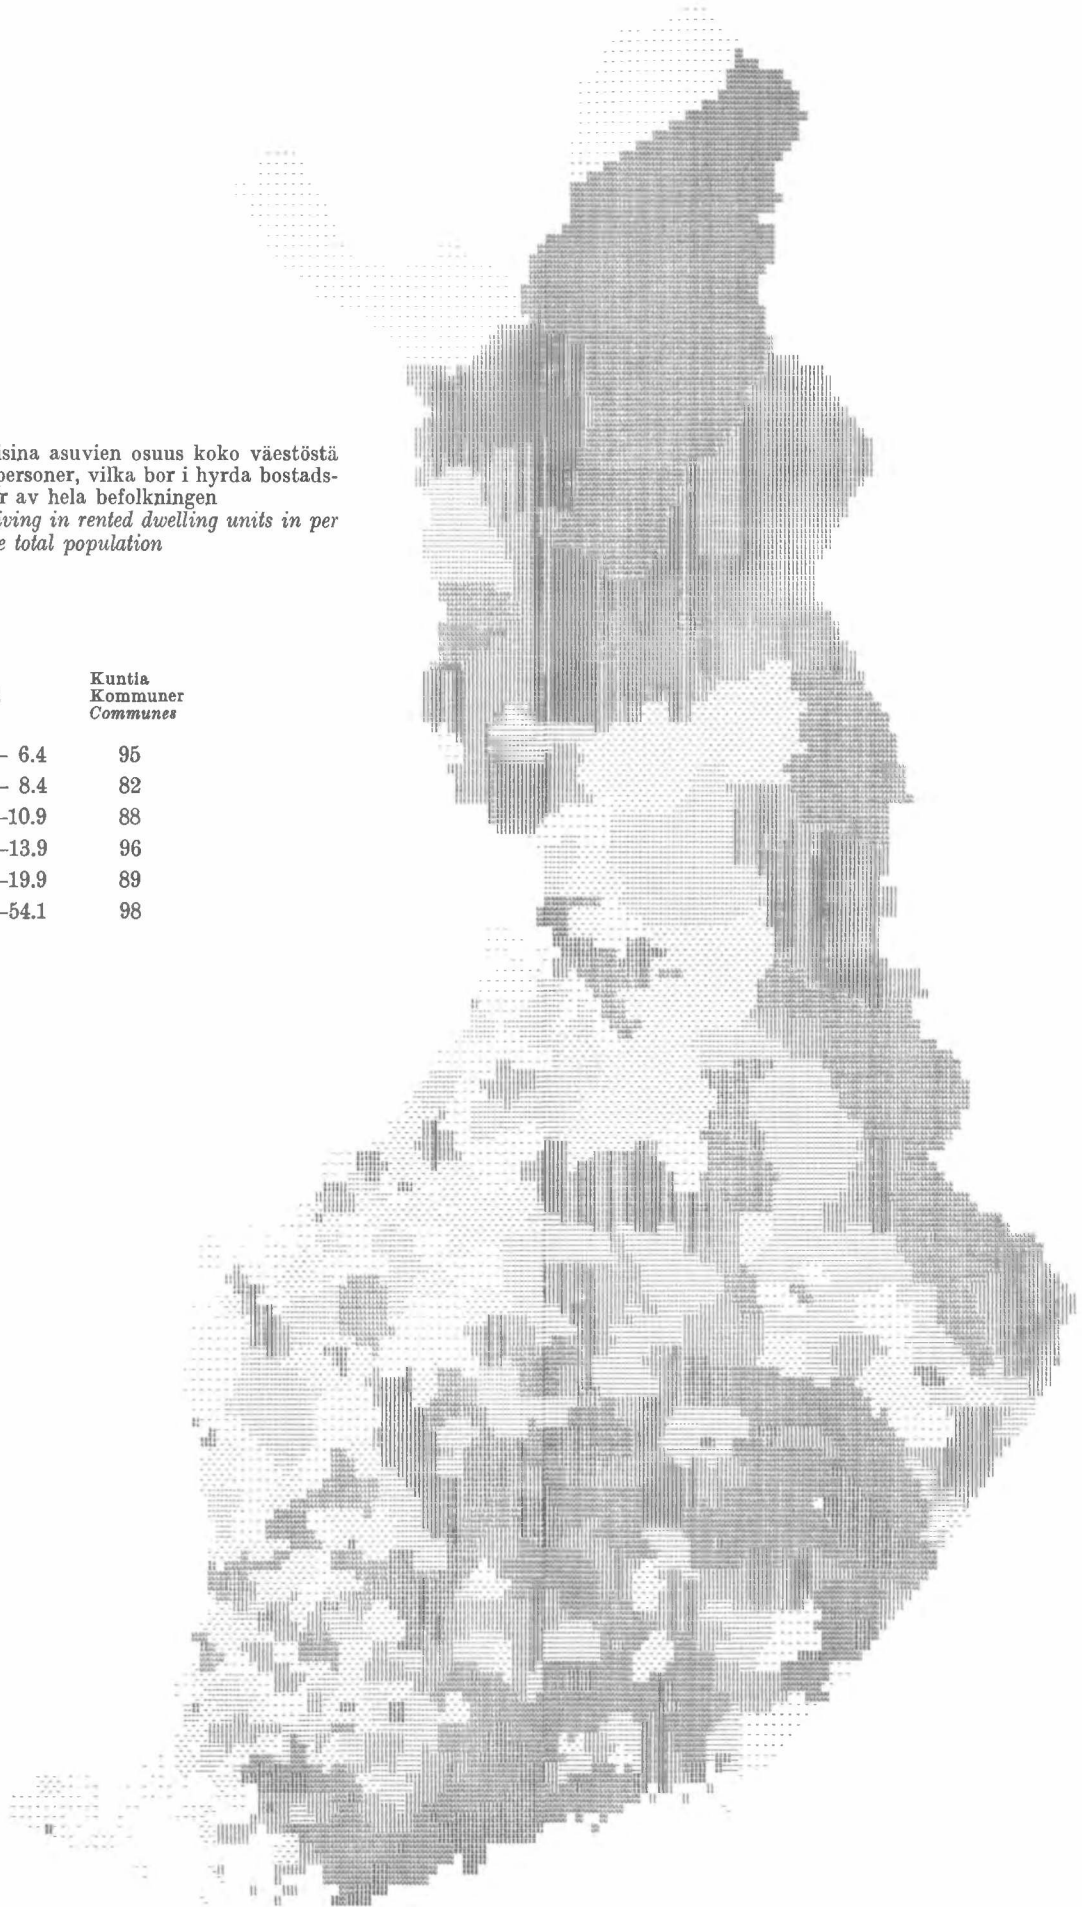 sina asuvien osuus koko väestöstä
personer, vilka bor i hyrda bostads-
r av hela befolkningen
iving in rented dwelling units in per
e total population
Kuntia
Kommuner
Communes
– 6.4 95
– 8.4 82
–10.9 88
–13.9 96
–19.9 89
–54.1 98